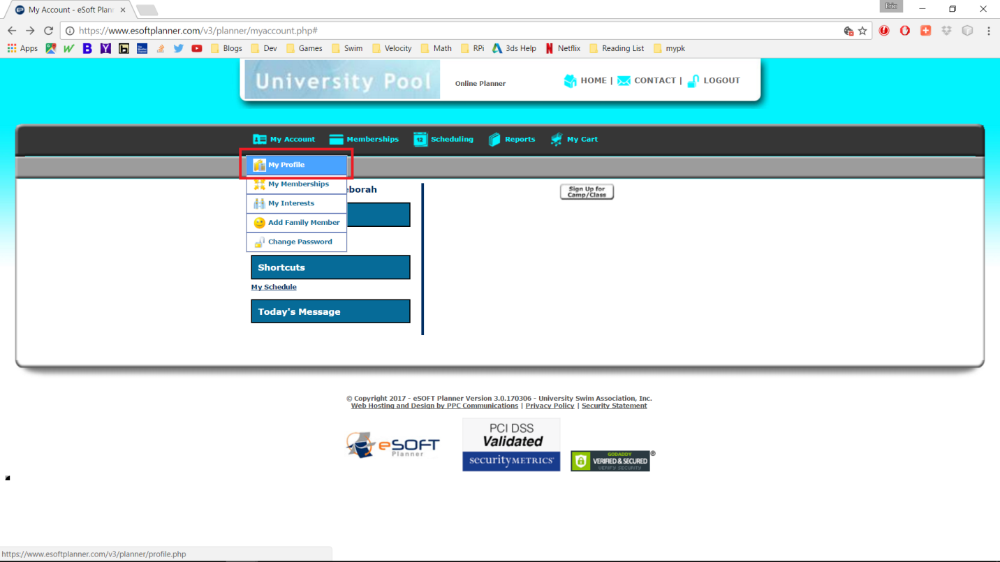 My Account - eSoft Plann
Eric
https://www.esoftplanner.com/v3/planner/myaccount.php#
Apps Blogs Dev Games Swim Velocity Math RPi 3ds Help Netflix Reading List mypk
University Pool
Online Planner
HOME | CONTACT | LOGOUT
My Account Memberships 12 Scheduling Reports My Cart
My Profile
My Memberships
My Interests
Add Family Member
Change Password
eborah
Shortcuts
My Schedule
Today's Message
Sign Up for
Camp/Class
© Copyright 2017 - eSOFT Planner Version 3.0.170306 - University Swim Association, Inc.
Web Hosting and Design by PPC Communications | Privacy Policy | Security Statement
eSOFT
Planner
PCI DSS
Validated
securityMETRICS®
GODADDY
VERIFIED & SECURED
VERIFY SECURITY
®
https://www.esoftplanner.com/v3/planner/profile.php